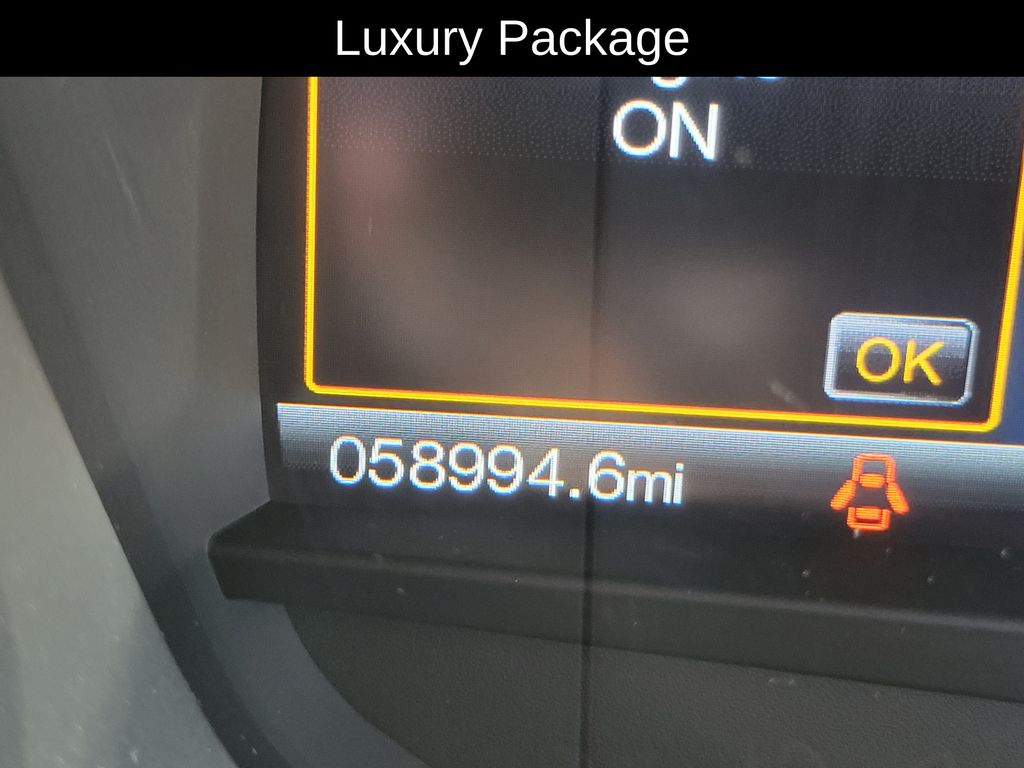 Luxury Package
ON
OK
058994.6mi